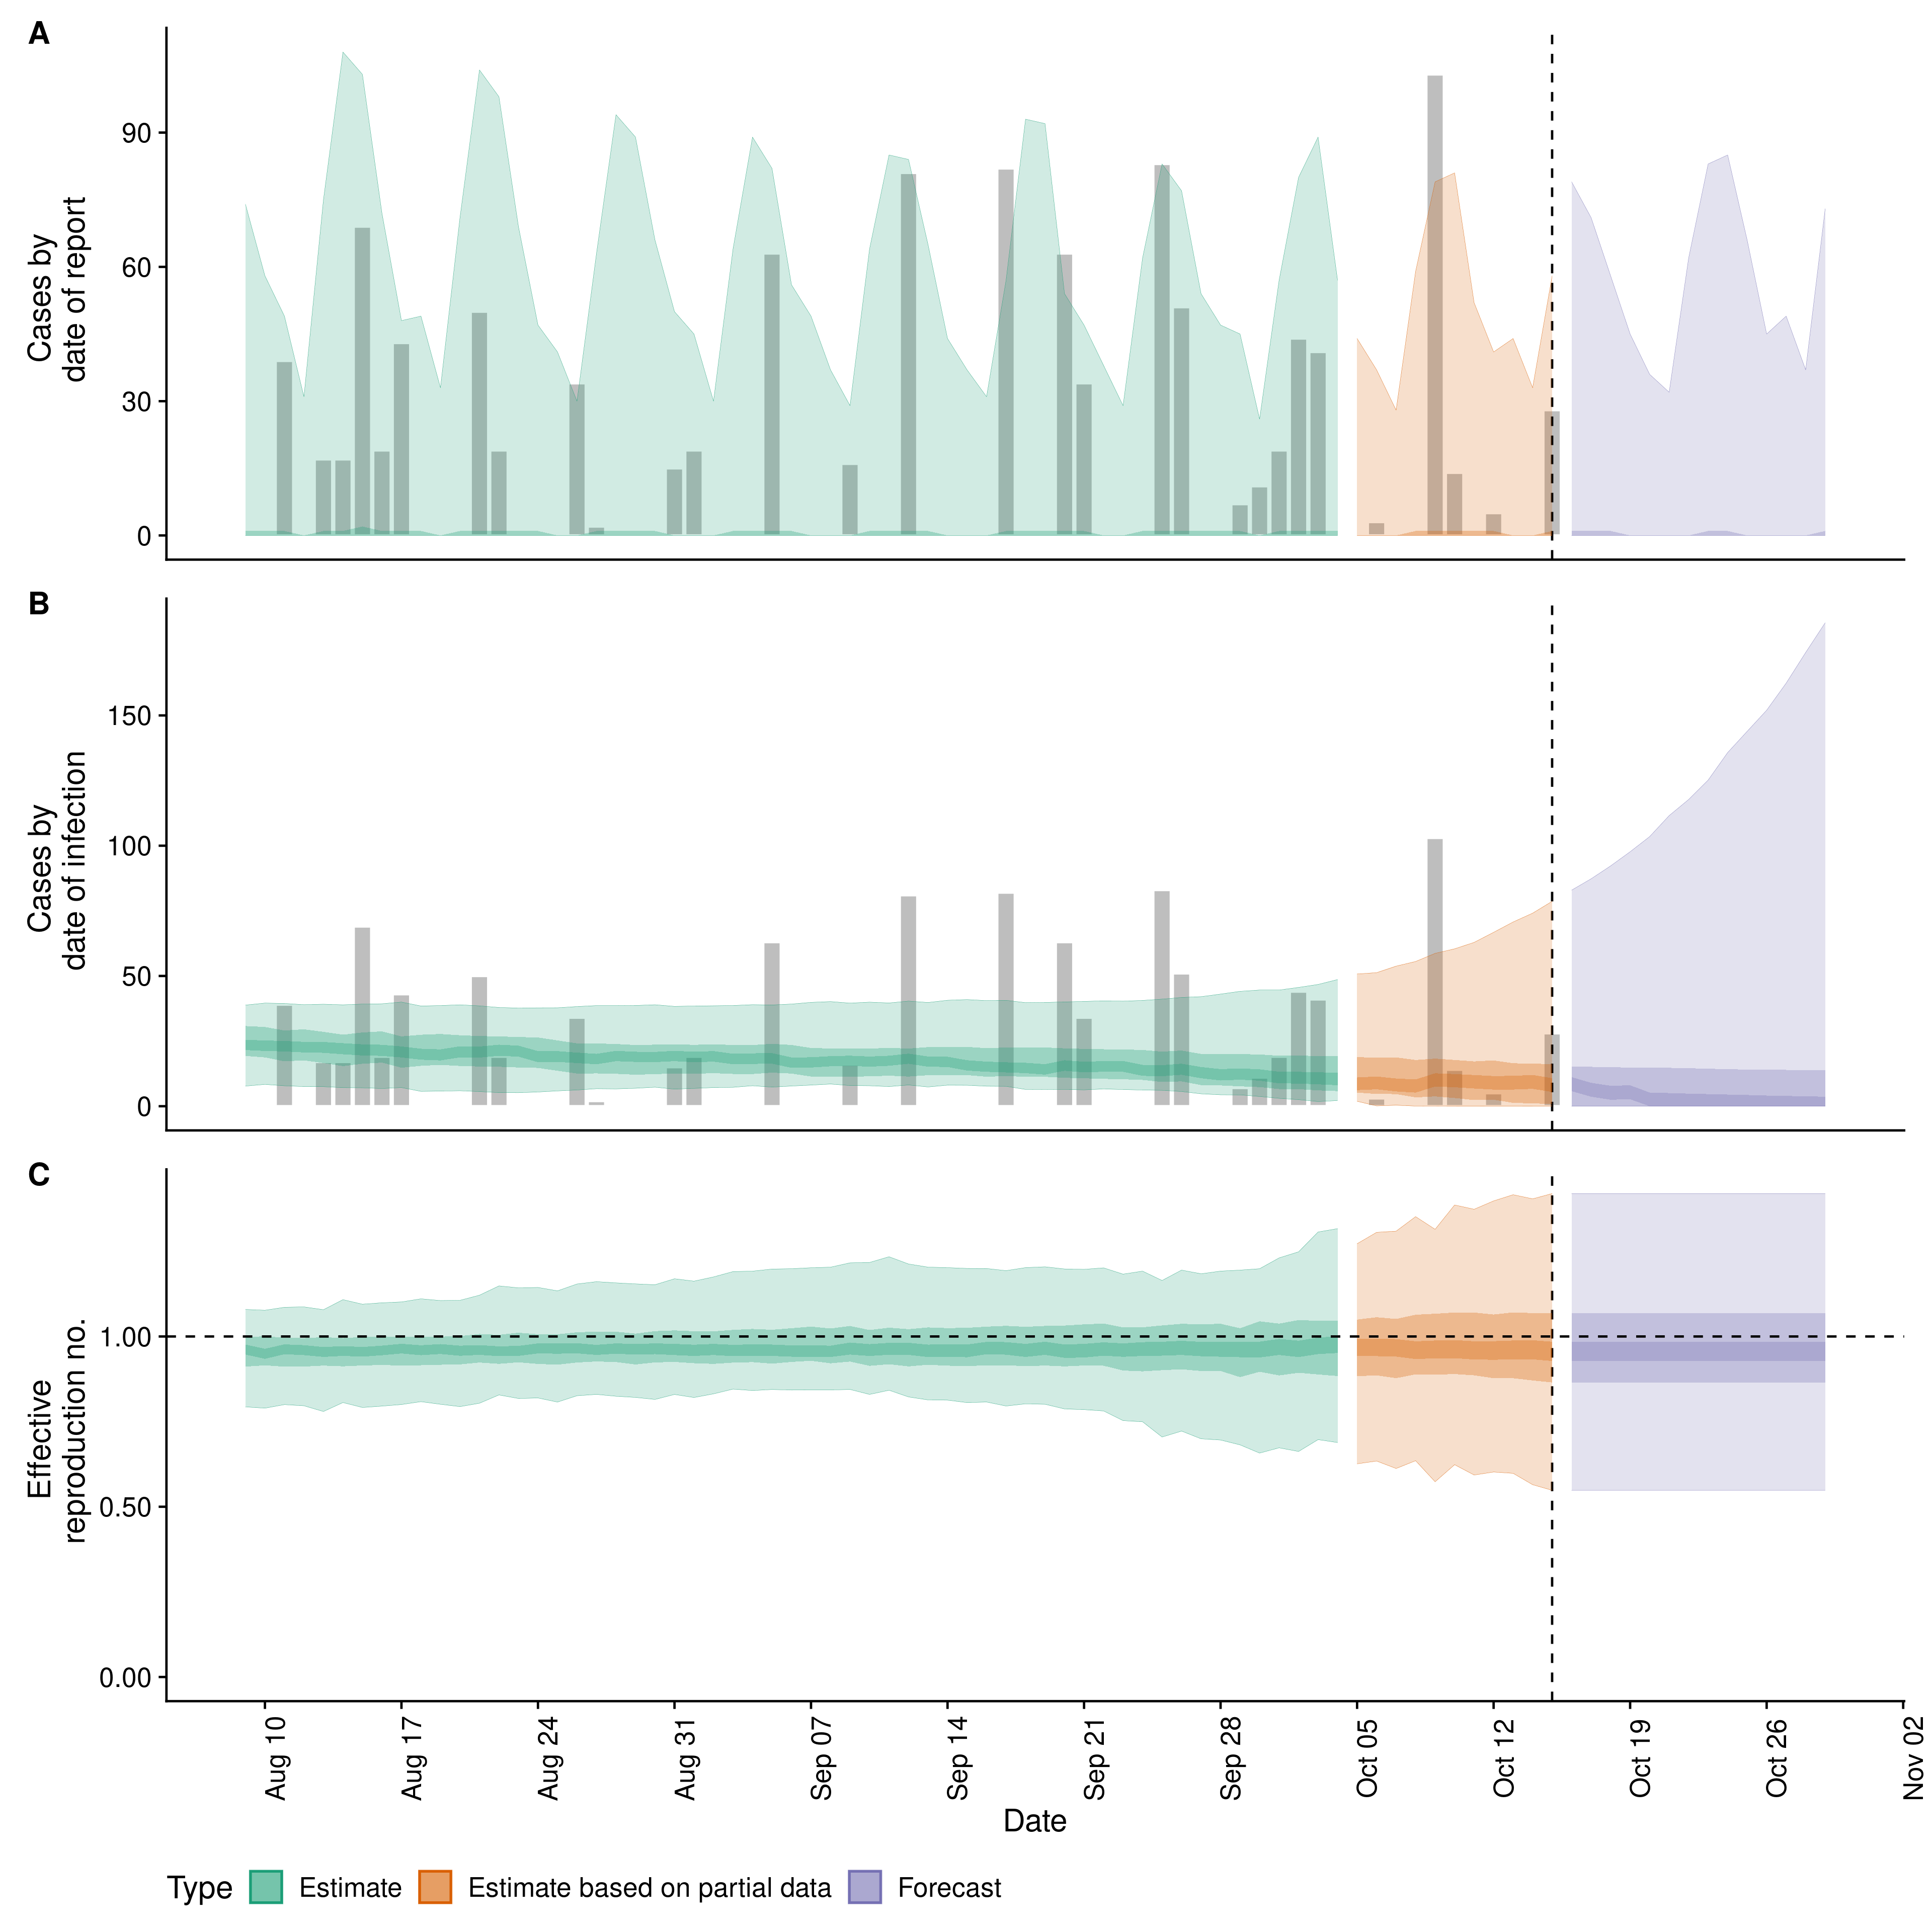 A
Cases by
date of report
90
60
30
0
B
Cases by
date of infection
150
100
50
0
C
Effective
reproduction no.
1.00
0.50
0.00
Aug 10
Aug 17
Aug 24
Aug 31
Sep 07
Sep 14
Sep 21
Sep 28
Oct 05
Oct 12
Oct 19
Oct 26
Nov 02
Date
Type Estimate Estimate based on partial data Forecast